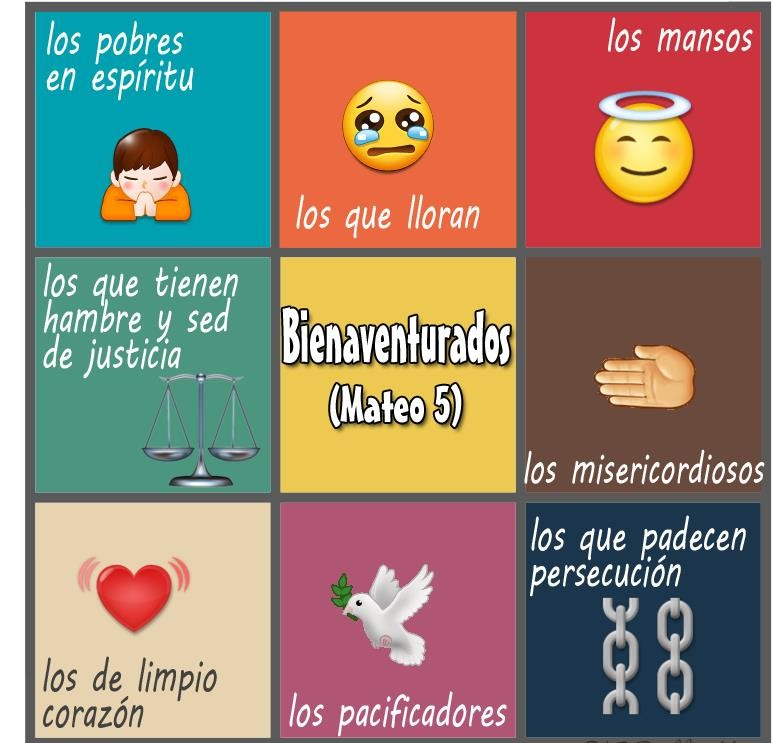 los pobres
en espíritu
los que lloran
los mansos
los que tienen
hambre y sed
de justicia
Bienaventurados
(Mateo 5)
los misericordiosos
los de limpio
corazón
los pacificadores
los que padecen
persecución